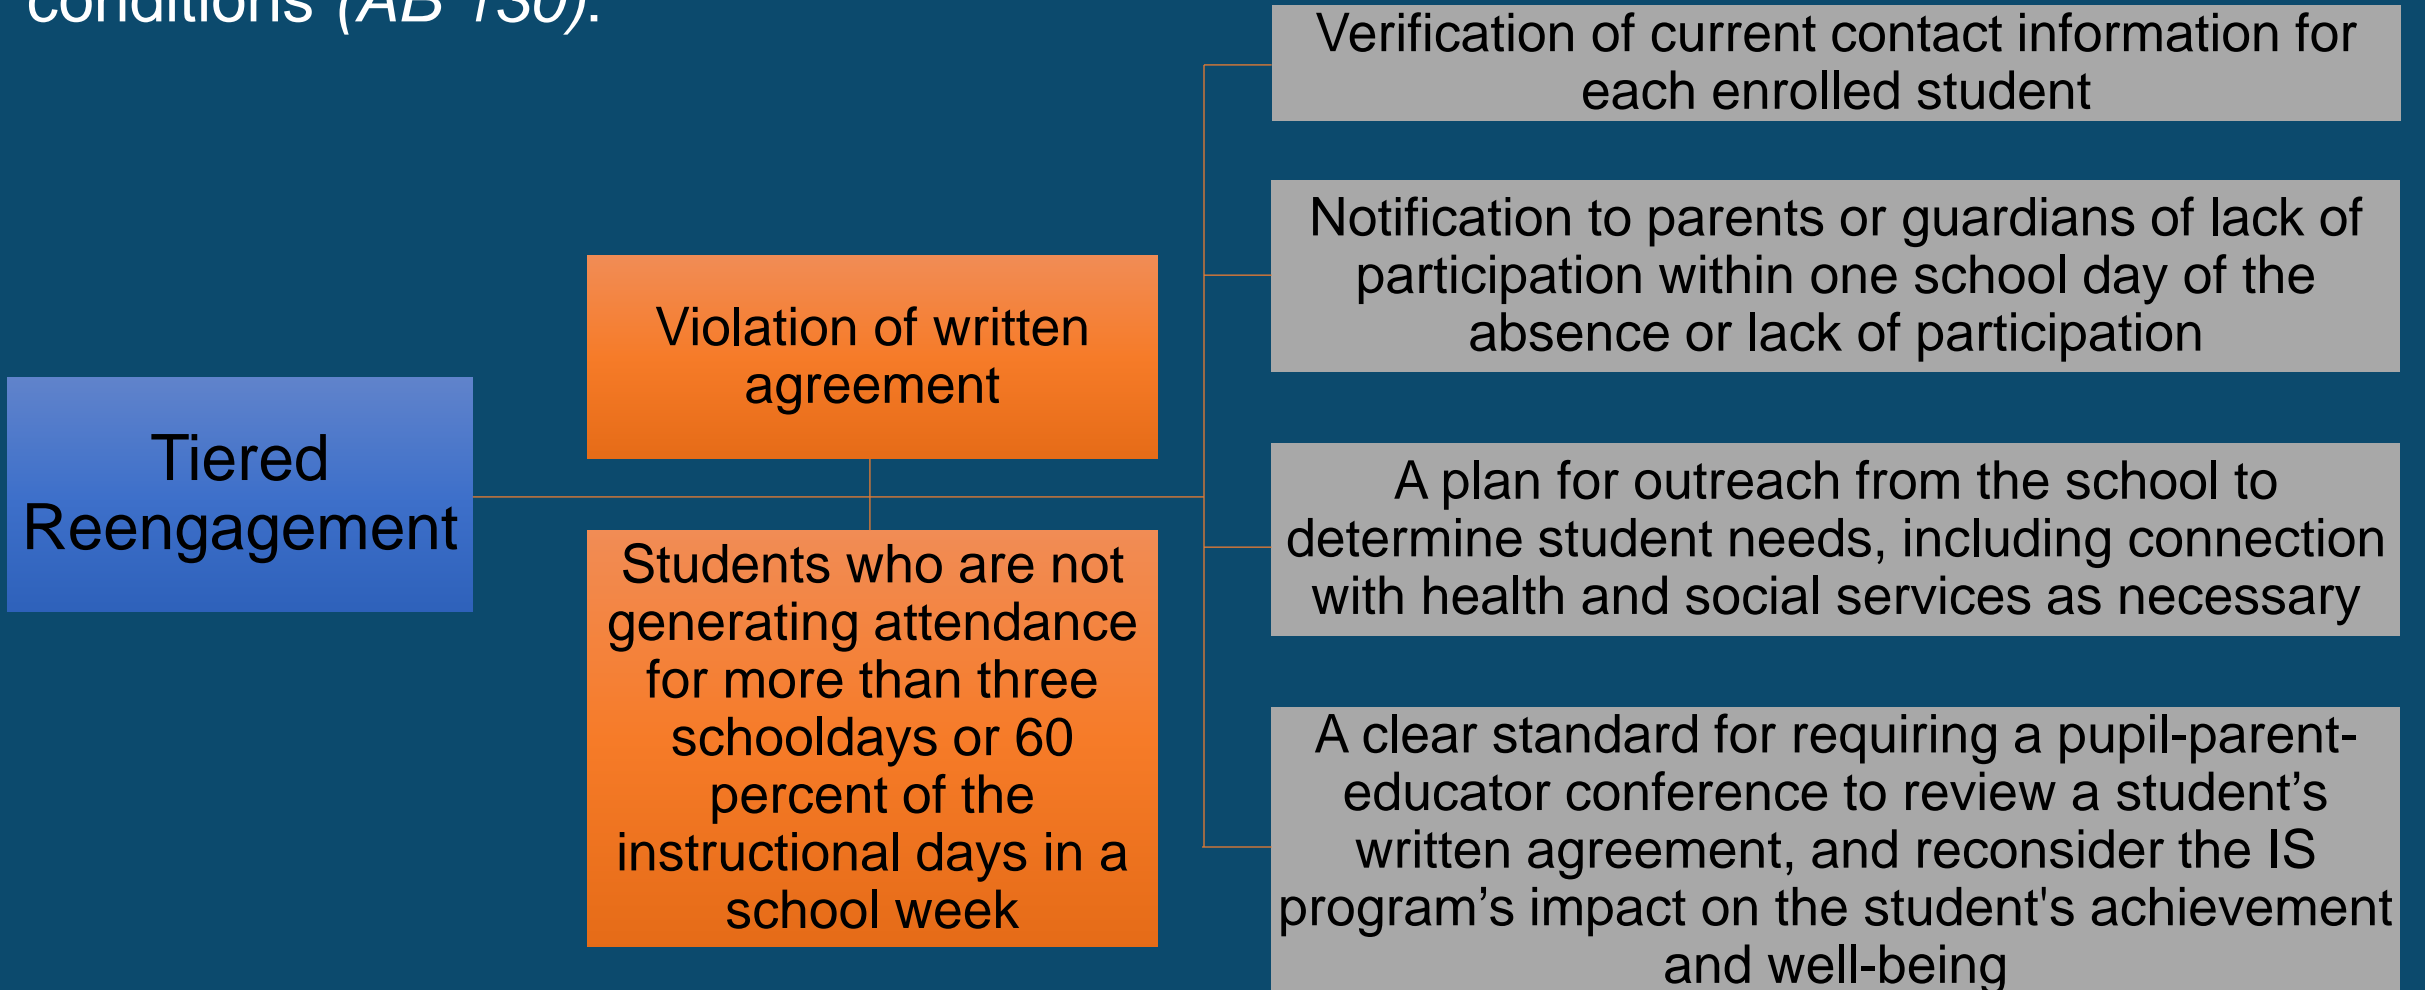 conditions (AB 130).
Tiered
Reengagement
Violation of written
agreement
Students who are not
generating attendance
for more than three
schooldays or 60
percent of the
instructional days in a
school week
Verification of current contact information for
each enrolled student
Notification to parents or guardians of lack of
participation within one school day of the
absence or lack of participation
A plan for outreach from the school to
determine student needs, including connection
with health and social services as necessary
A clear standard for requiring a pupil-parent-
educator conference to review a student’s
written agreement, and reconsider the IS
program’s impact on the student's achievement
and well-being